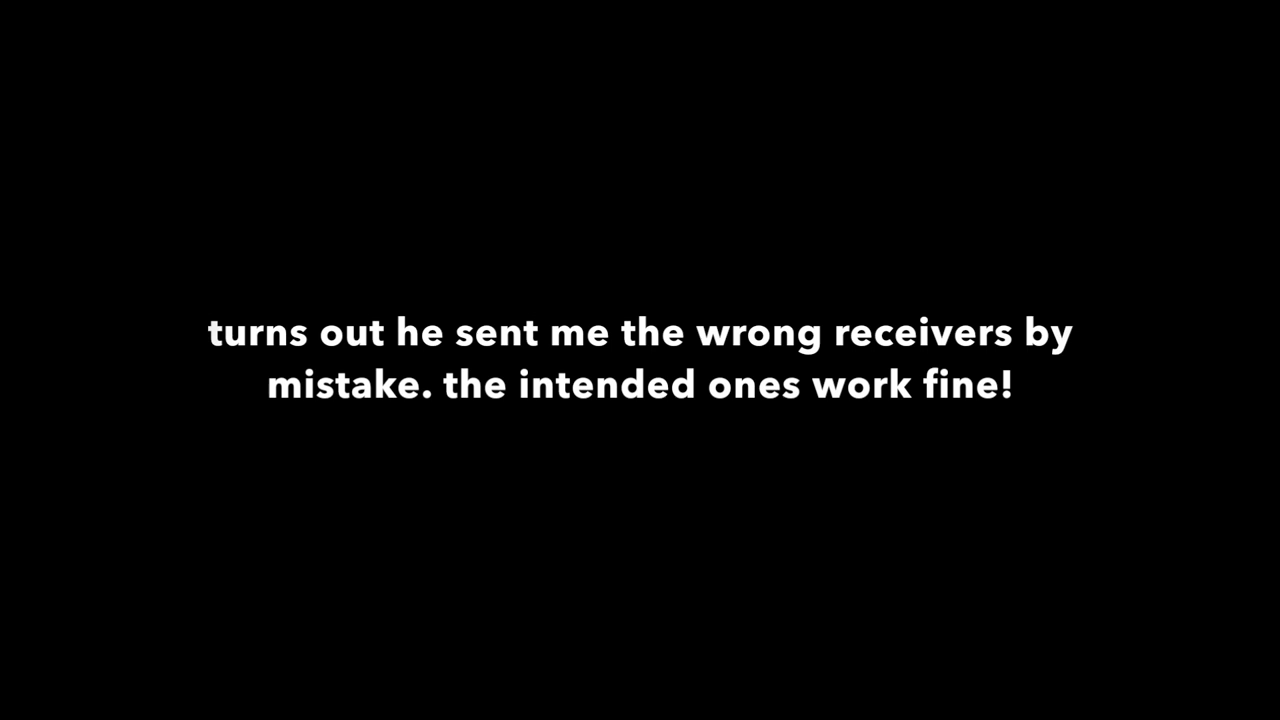 turns out he sent me the wrong receivers by
mistake. the intended ones work fine!